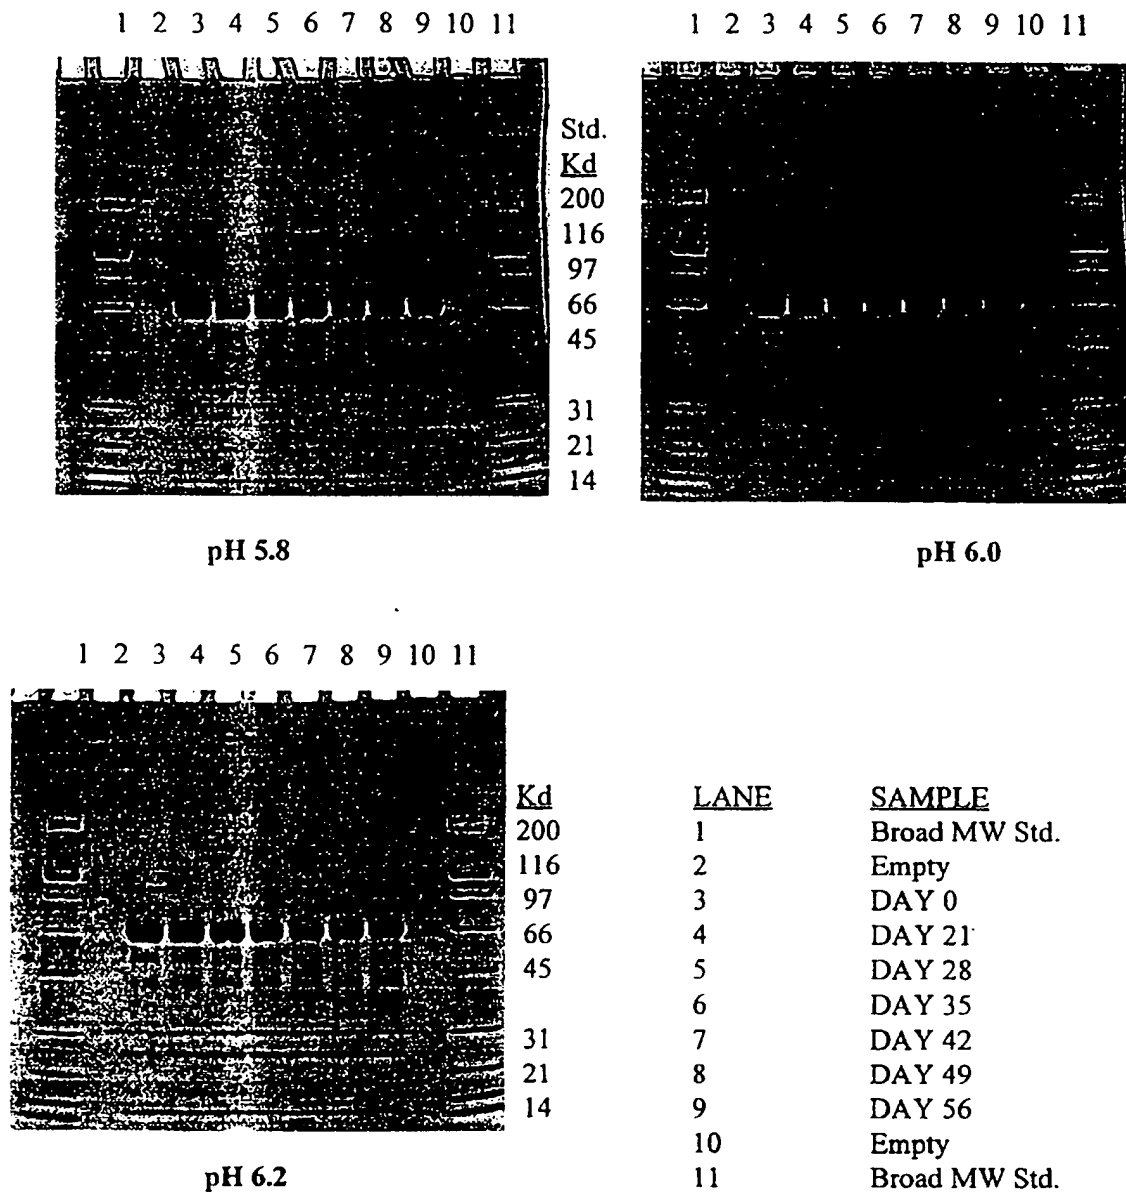 1 2 3 4 5 6 7 8 9 10 11
1 2 3 4 5 6 7 8 9 10 11
Std.
Kd
200
116
97
66
45
31
21
14
pH 5.8
pH 6.0
1 2 3 4 5 6 7 8 9 10 11
Kd
200
116
97
66
45
31
21
14
LANE SAMPLE
1 Broad MW Std.
2 Empty
3 DAY 0
4 DAY 21
5 DAY 28
6 DAY 35
7 DAY 42
8 DAY 49
9 DAY 56
10 Empty
11 Broad MW Std.
pH 6.2